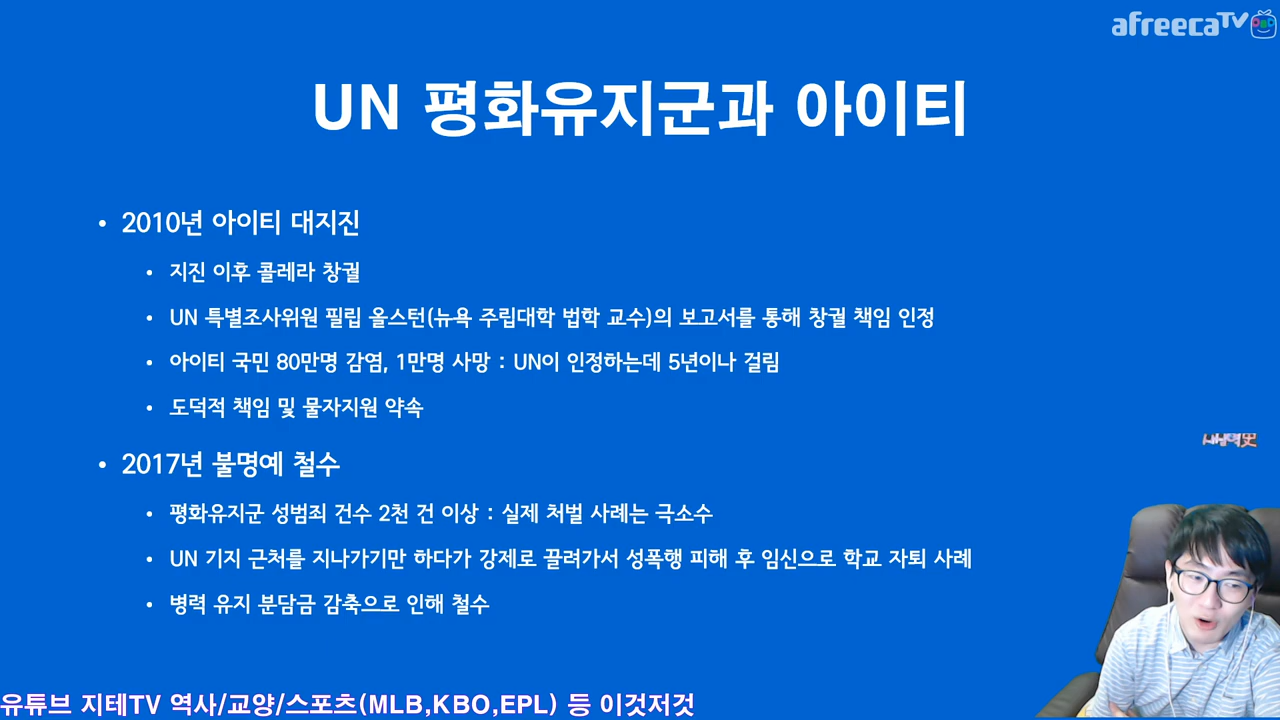 afreecaTV
UN 평화유지군과 아이티
• 2010년 아이티 대지진
• 지진 이후 콜레라 창궐
• UN 특별조사위원 필립 올스턴(뉴욕 주립대학 법학 교수)의 보고서를 통해 창궐 책임 인정
• 아이티 국민 80만명 감염, 1만명 사망 : UN이 인정하는데 5년이나 걸림
• 도덕적 책임 및 물자지원 약속
• 2017년 불명예 철수
• 평화유지군 성범죄 건수 2천 건 이상 : 실제 처벌 사례는 극소수
• UN 기지 근처를 지나가기만 하다가 강제로 끌려가서 성폭행 피해 후 임신으로 학교 자퇴 사례
• 병력 유지 분담금 감축으로 인해 철수
유튜브 지테TV 역사/교양/스포츠(MLB,KBO,EPL) 등 이것저것